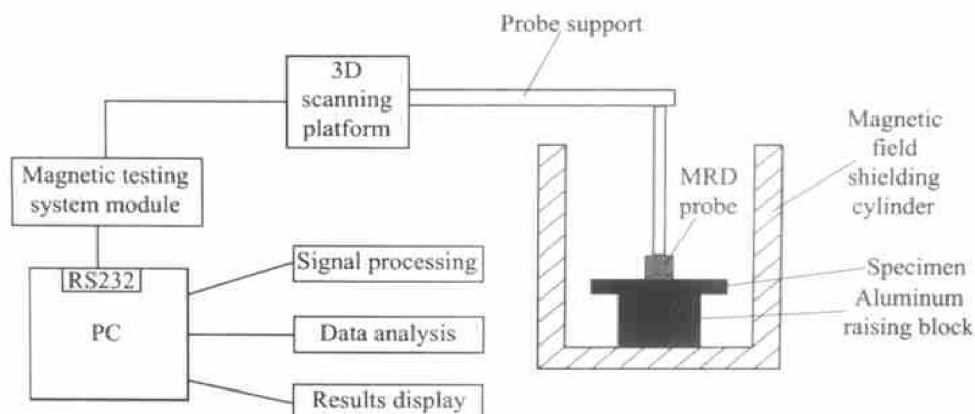 Probe support
3D
scanning
platform
Magnetic
field
shielding
cylinder
Magnetic testing
system module
MRD
probe
RS232
PC
Signal processing
Data analysis
Results display
Specimen
Aluminum
raising block